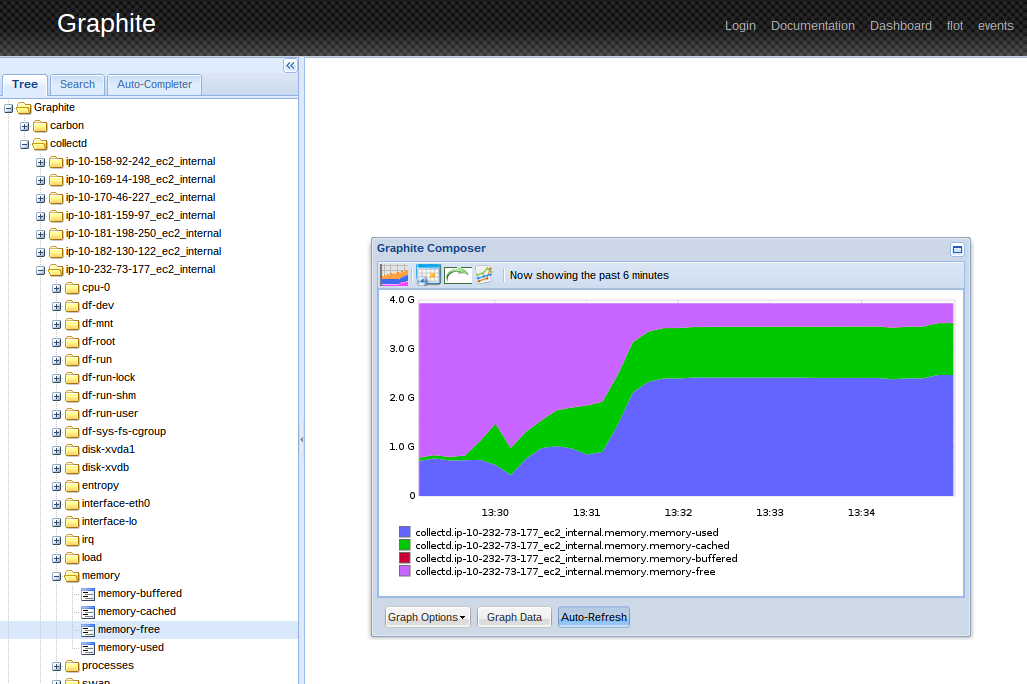 Graphite
Login Documentation Dashboard flot events
Tree Search Auto-Completer
Graphite
carbon
collectd
ip-10-158-92-242_ec2_internal
ip-10-169-14-198_ec2_internal
ip-10-170-46-227_ec2_internal
ip-10-181-159-97_ec2_internal
ip-10-181-198-250_ec2_internal
ip-10-182-130-122_ec2_internal
ip-10-232-73-177_ec2_internal
cpu-0
df-dev
df-mnt
df-root
df-run
df-run-lock
df-run-shm
df-run-user
df-sys-fs-cgroup
disk-xvda1
disk-xvdb
entropy
interface-eth0
interface-lo
irq
load
memory
memory-buffered
memory-cached
memory-free
memory-used
processes
swap
Graphite Composer
Now showing the past 6 minutes
4.0 G
3.0 G
2.0 G
1.0 G
0
13:30 13:31 13:32 13:33 13:34
collectd.ip-10-232-73-177_ec2_internal.memory.memory-used
collectd.ip-10-232-73-177_ec2_internal.memory.memory-cached
collectd.ip-10-232-73-177_ec2_internal.memory.memory-buffered
collectd.ip-10-232-73-177_ec2_internal.memory.memory-free
Graph Options Graph Data Auto-Refresh